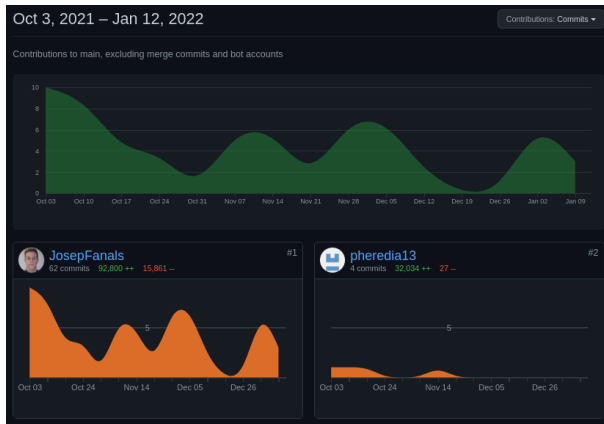 Oct 3, 2021 – Jan 12, 2022
Contributions: Commits
Contributions to main, excluding merge commits and bot accounts
10
8
6
4
2
0
Oct 03 Oct 10 Oct 17 Oct 24 Oct 31 Nov 07 Nov 14 Nov 21 Nov 28 Dec 05 Dec 12 Dec 19 Dec 26 Jan 02 Jan 09
JosepFanals #1
62 commits 92,800 ++ 15,861 --
5
Oct 03 Oct 24 Nov 14 Dec 05 Dec 26
pheredia13 #2
4 commits 32,034 ++ 27 --
5
Oct 03 Oct 24 Nov 14 Dec 05 Dec 26